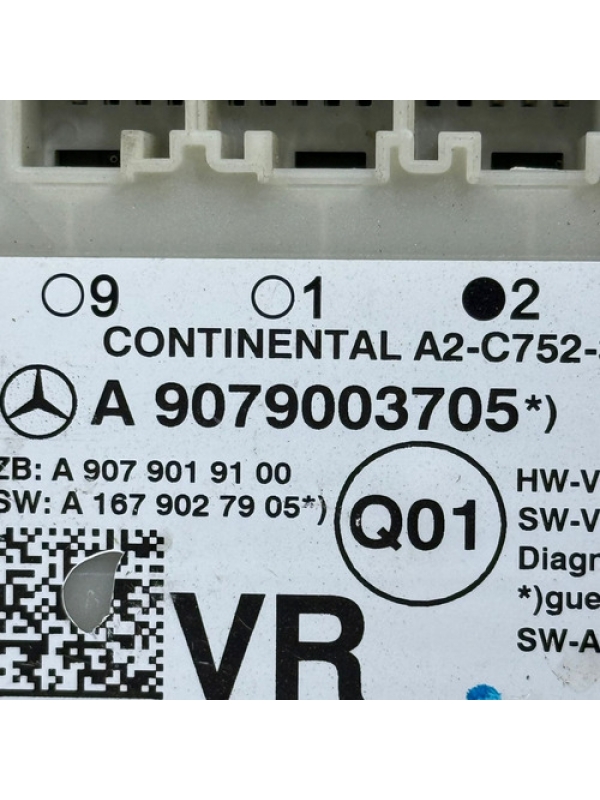 9 1 2
CONTINENTAL A2-C752-
A 9079003705*)
ZB: A 907 901 91 00
SW: A 167 902 79 05*)
Q01
HW-V
SW-V
Diagn
*)gue
SW-A
VR